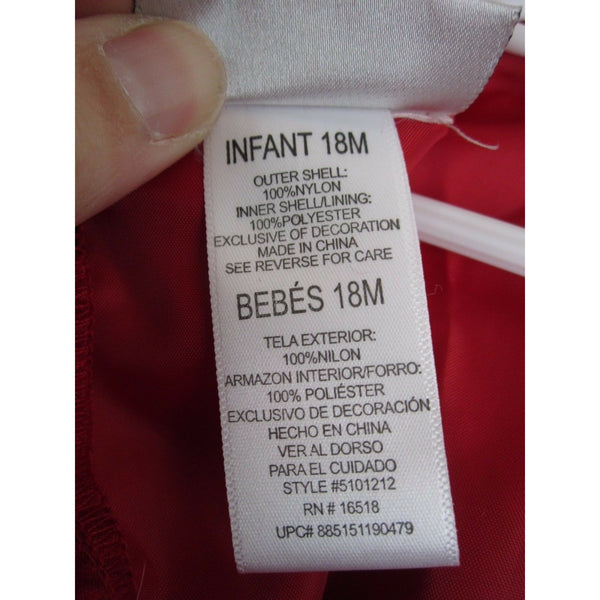 INFANT 18M
OUTER SHELL:
100%NYLON
INNER SHELL/LINING:
100%POLYESTER
EXCLUSIVE OF DECORATION
MADE IN CHINA
SEE REVERSE FOR CARE
BEBÉS 18M
TELA EXTERIOR:
100%NILON
ARMAZON INTERIOR/FORRO:
100% POLIÉSTER
EXCLUSIVO DE DECORACIÓN
HECHO EN CHINA
VER AL DORSO
PARA EL CUIDADO
STYLE #5101212
RN # 16518
UPC# 885151190479